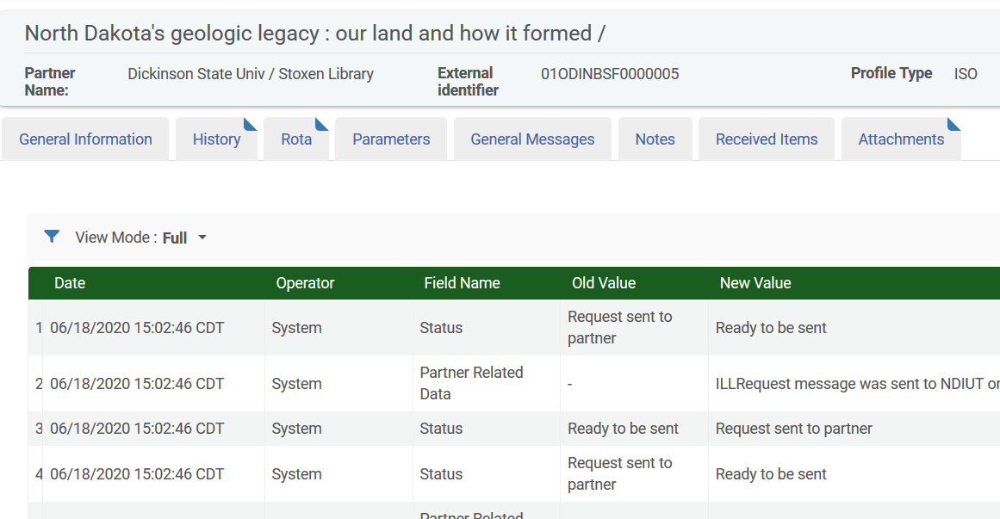 North Dakota's geologic legacy : our land and how it formed /
Partner Name: Dickinson State Univ / Stoxen Library External identifier 01ODINBSF0000005 Profile Type ISO
General Information History Rota Parameters General Messages Notes Received Items Attachments
View Mode : Full
Date Operator Field Name Old Value New Value
1 06/18/2020 15:02:46 CDT System Status Request sent to partner Ready to be sent
2 06/18/2020 15:02:46 CDT System Partner Related Data - ILLRequest message was sent to NDIUT or
3 06/18/2020 15:02:46 CDT System Status Ready to be sent Request sent to partner
4 06/18/2020 15:02:46 CDT System Status Request sent to partner Ready to be sent
Partner Related